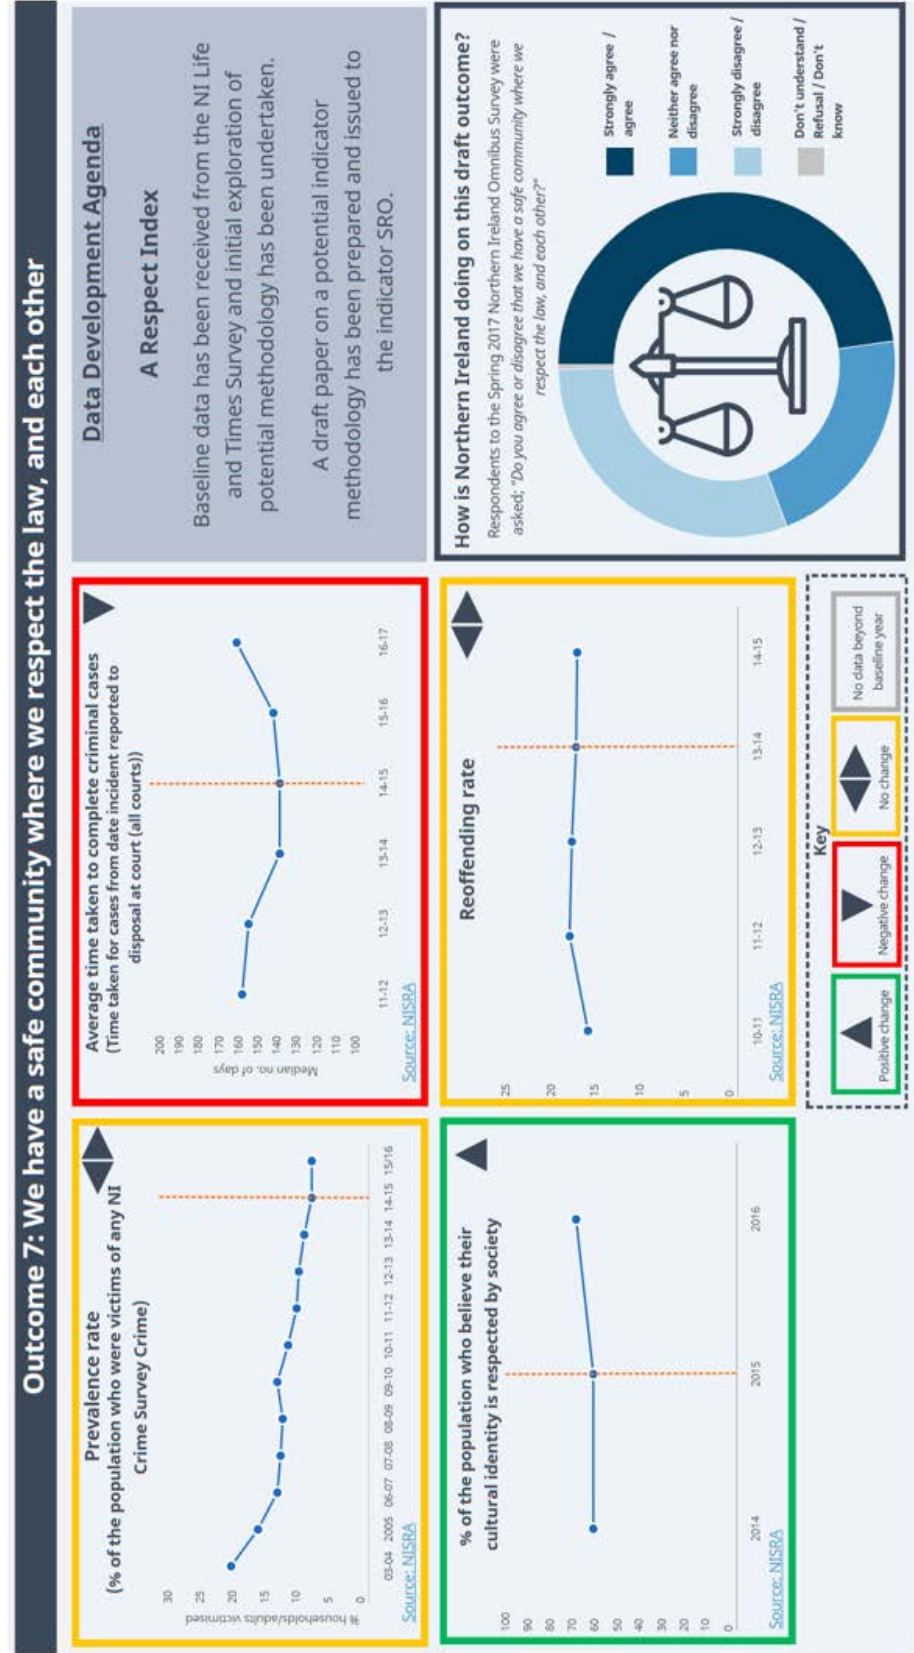 Outcome 7: We have a safe community where we respect the law, and each other
Prevalence rate
(% of the population who were victims of any NI
Crime Survey Crime)
% households/adults victimised
30
25
20
15
10
5
0
03-04 2005 06-07 07-08 08-09 09-10 10-11 11-12 12-13 13-14 14-15 15/16
Source: NISRA
Average time taken to complete criminal cases
(Time taken for cases from date incident reported to
disposal at court (all courts))
Median no. of days
200
190
180
170
160
150
140
130
120
110
100
11-12 12-13 13-14 14-15 15-16 16-17
Source: NISRA
Data Development Agenda
A Respect Index
Baseline data has been received from the NI Life
and Times Survey and initial exploration of
potential methodology has been undertaken.
A draft paper on a potential indicator
methodology has been prepared and issued to
the indicator SRO.
% of the population who believe their
cultural identity is respected by society
100
90
80
70
60
50
40
30
20
10
0
2014 2015 2016
Source: NISRA
Reoffending rate
25
20
15
10
5
0
10-11 11-12 12-13 13-14 14-15
Source: NISRA
How is Northern Ireland doing on this draft outcome?
Respondents to the Spring 2017 Northern Ireland Omnibus Survey were
asked; "Do you agree or disagree that we have a safe community where we
respect the law, and each other?"
Strongly agree /
agree
Neither agree nor
disagree
Strongly disagree /
disagree
Don't understand /
Refusal / Don't
know
Key
Positive change
Negative change
No change
No data beyond
baseline year